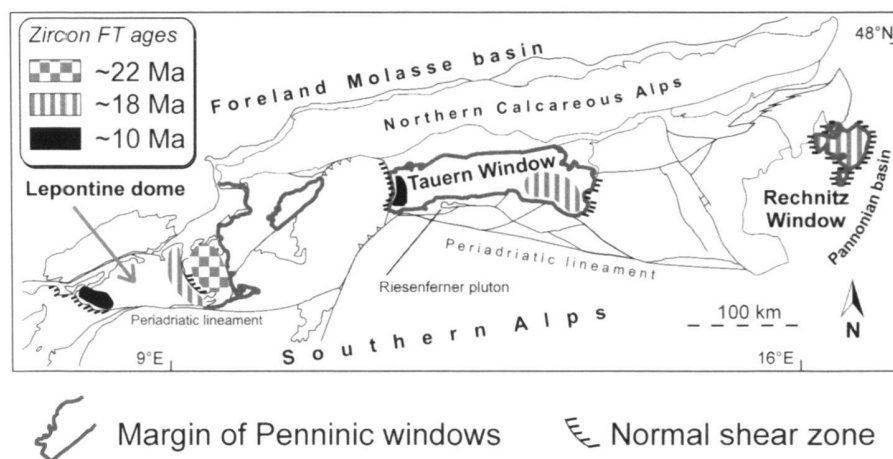 Zircon FT ages
~22 Ma
~18 Ma
~10 Ma
Foreland Molasse basin
Northern Calcareous Alps
48°N
Lepontine dome
Tauern Window
Rechnitz
Window
Pannonian basin
Periadriatic lineament
Riesenferner pluton
Periadriatic lineament
Southern Alps
100 km
N
9°E
16°E
Margin of Penninic windows
Normal shear zone